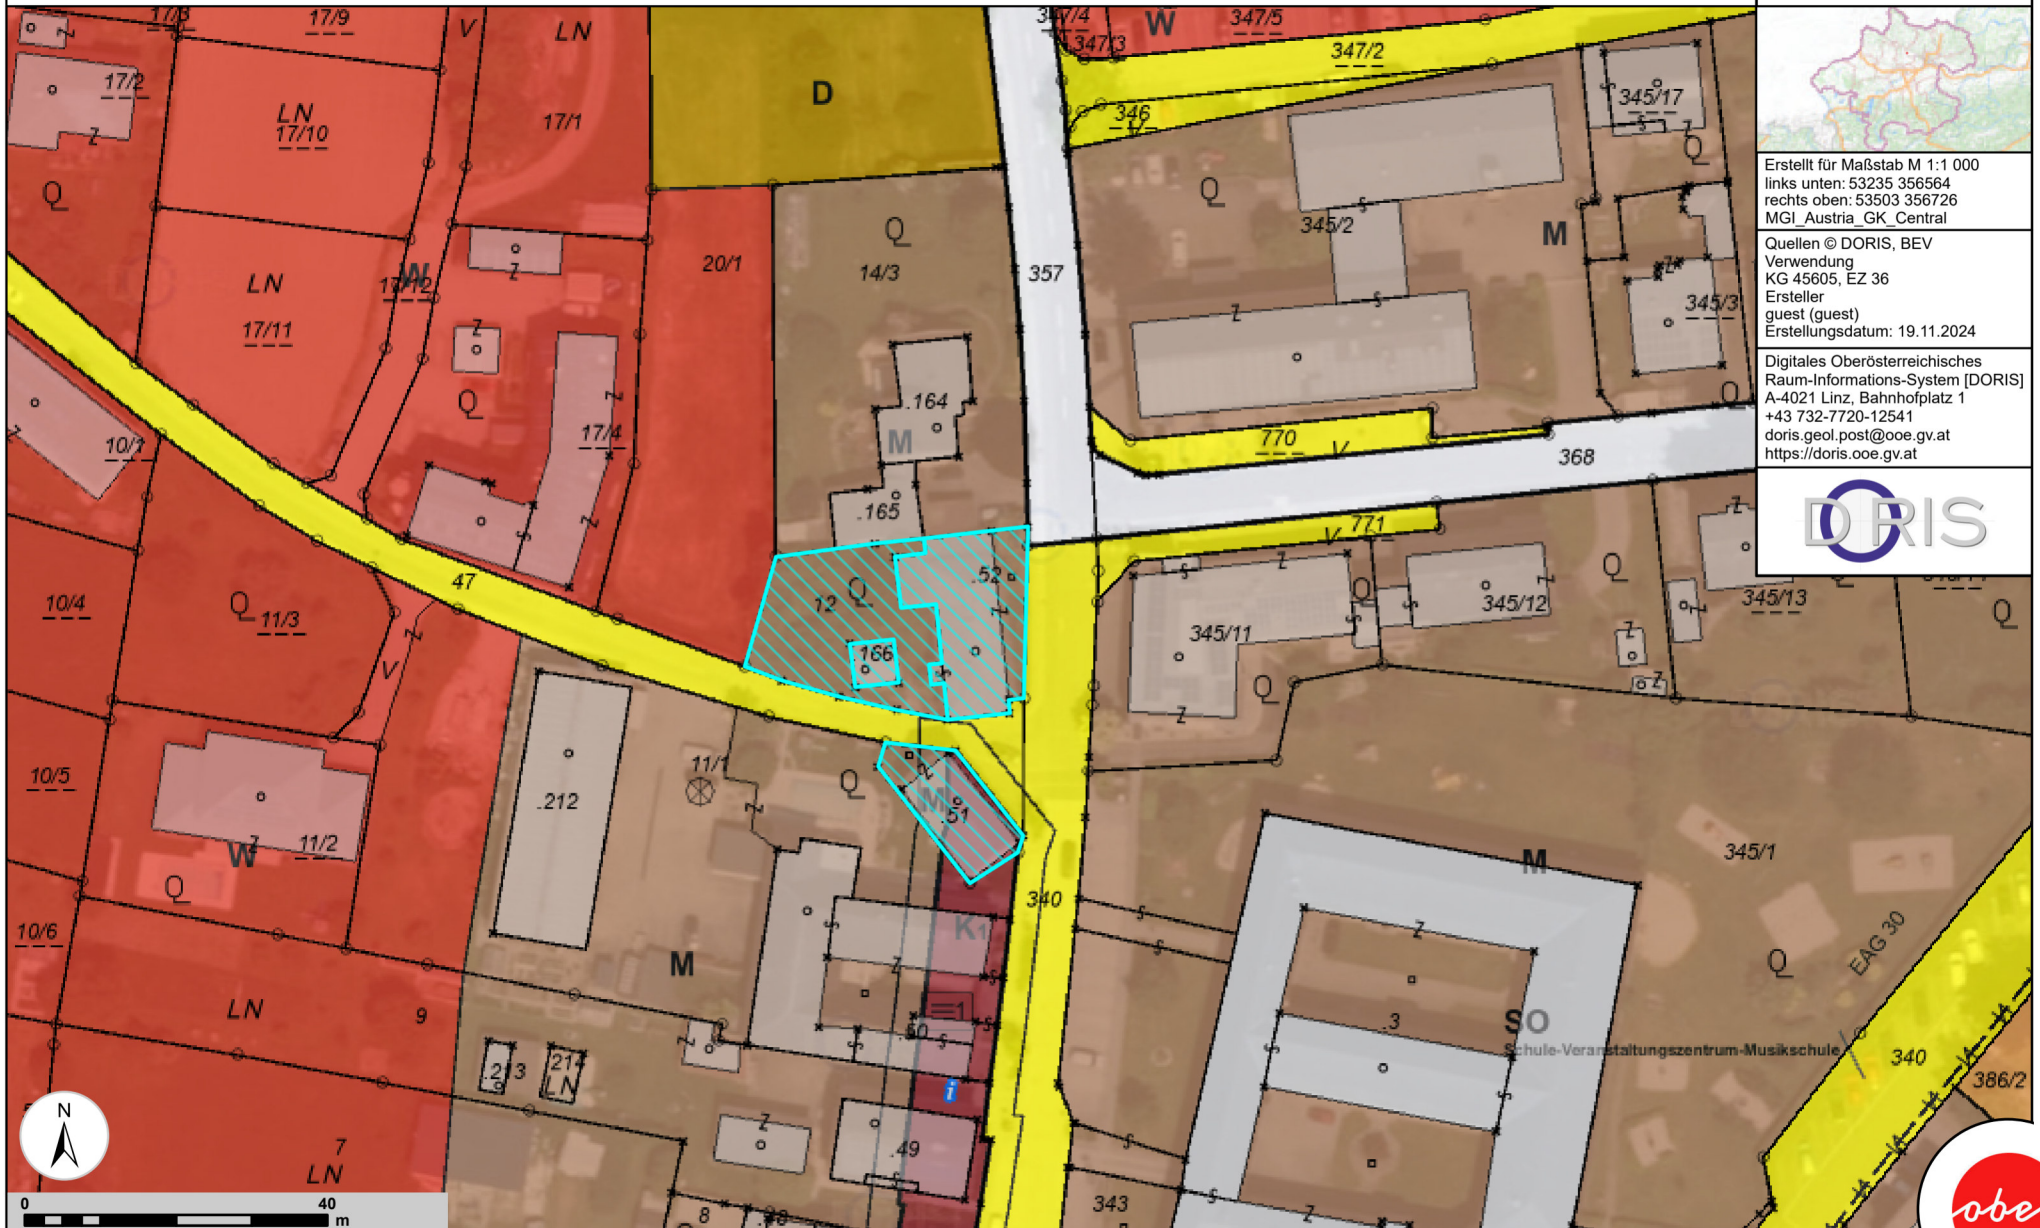 17/3
17/9
V
LN
347/4
W
347/5
347/3
347/2
17/2
LN
17/10
17/1
D
346
V
345/17
Q
Q
Q
Q
20/1
14/3
357
345/2
M
LN
17/11
W
17/12
345/3
Q
Q
17/4
.164
M
10/1
.165
770
V
368
771
V
47
10/4
Q
11/3
12
Q
.52
166
345/11
Q
345/12
Q
345/13
Q
V
Q
10/5
11/1
Q
M
.51
.212
W
11/2
Q
M
345/1
10/6
340
K1
M
Q
EAG 30
LN
9
=1
.50
.3
SO
Schule-Veranstaltungszentrum-Musikschule
340
386/2
.213
214
LN
i
7
LN
.49
343
8
N
0 40
m
Erstellt für Maßstab M 1:1 000
links unten: 53235 356564
rechts oben: 53503 356726
MGI_Austria_GK_Central
Quellen © DORIS, BEV
Verwendung
KG 45605, EZ 36
Ersteller
guest (guest)
Erstellungsdatum: 19.11.2024
Digitales Oberösterreichisches
Raum-Informations-System [DORIS]
A-4021 Linz, Bahnhofplatz 1
+43 732-7720-12541
doris.geol.post@ooe.gv.at
https://doris.ooe.gv.at
DORIS
obe